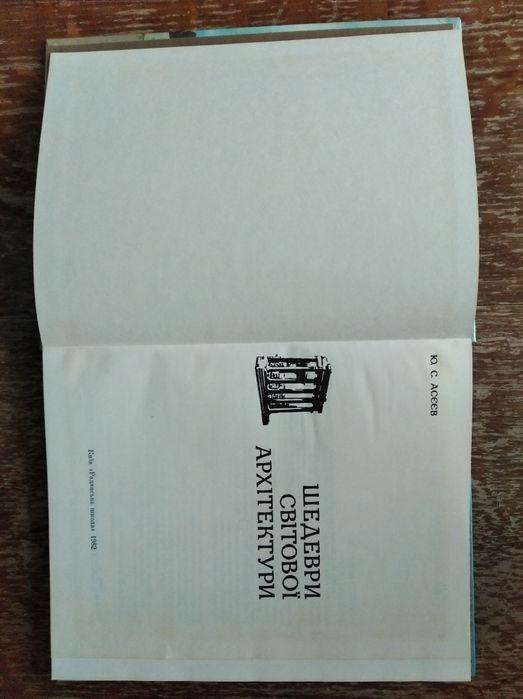 Ю. С. АСЄЄВ
ШЕДЕВРИ
СВІТОВОЇ
АРХІТЕКТУРИ
Київ «Радянська школа» 1982